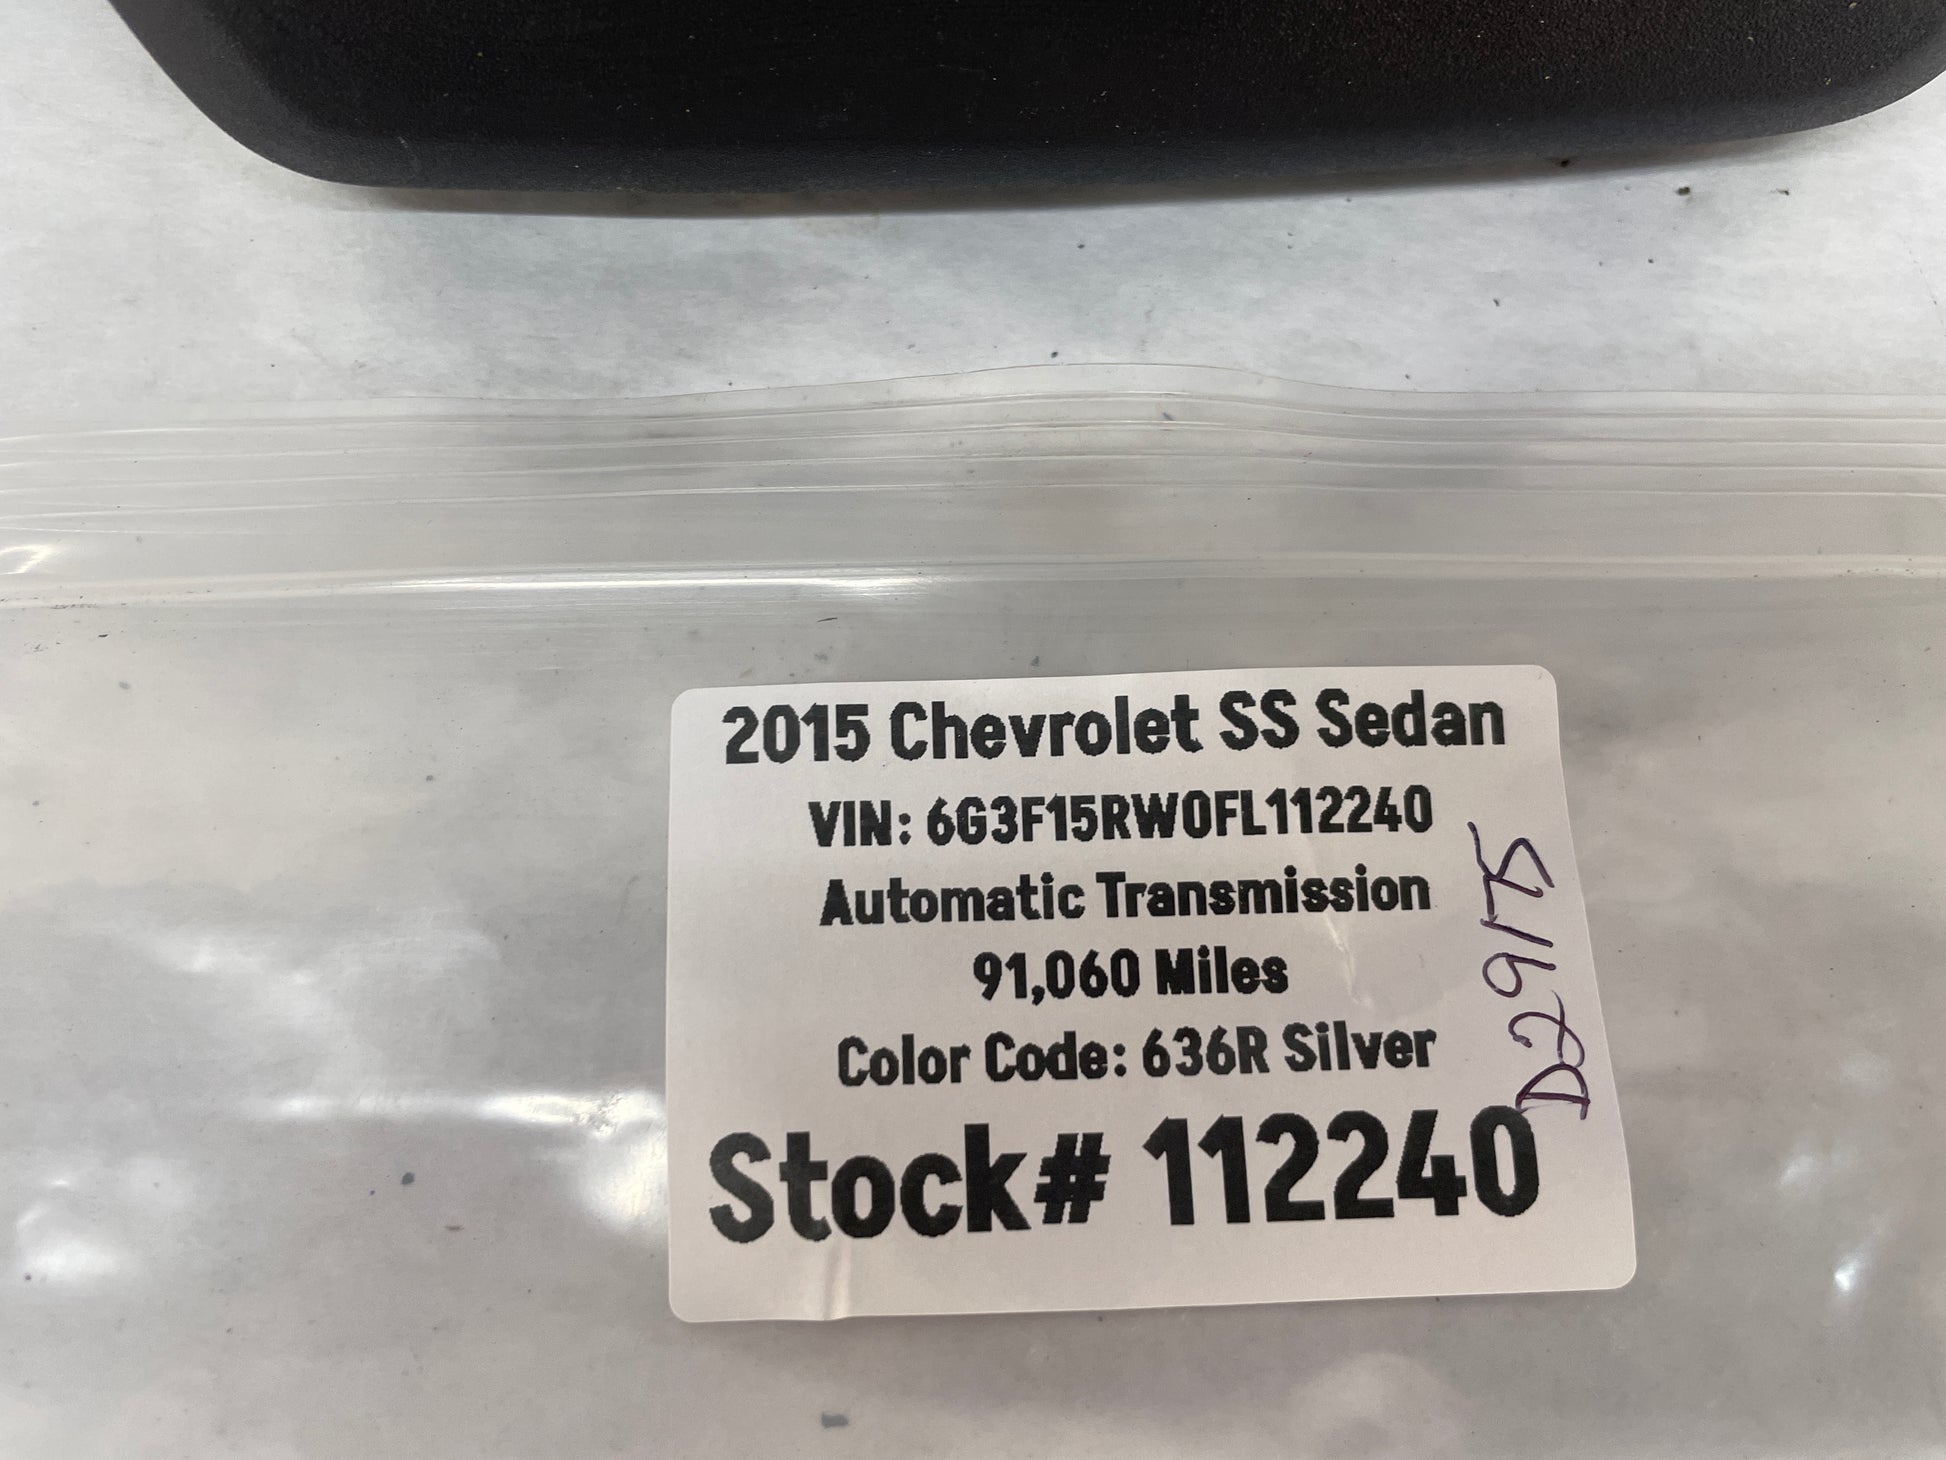 2015 Chevrolet SS Sedan
VIN: 6G3F15RW0FL112240
Automatic Transmission
91,060 Miles
Color Code: 636R Silver
Stock# 112240
D29175